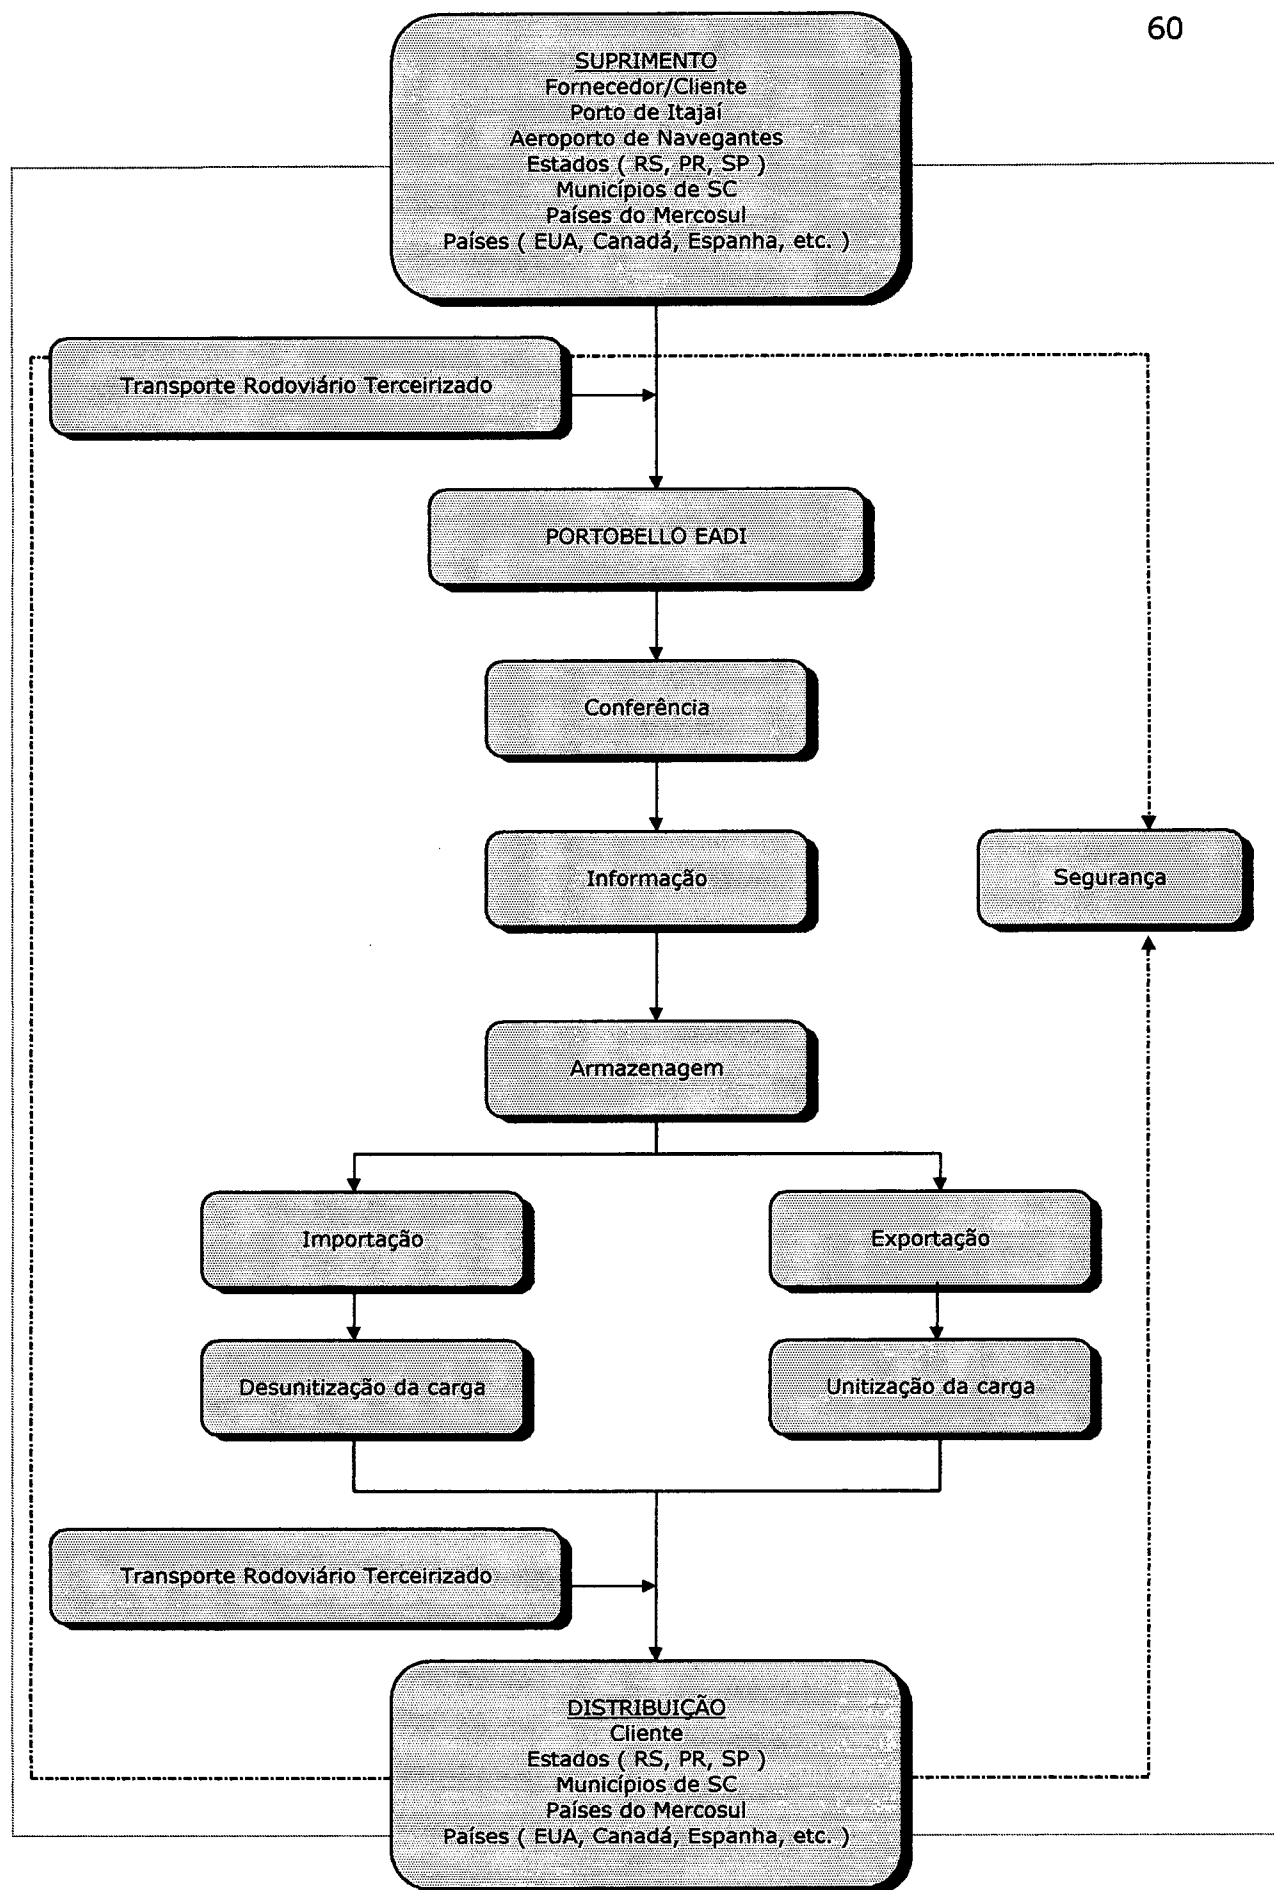 60
SUPRIMENTO
Fornecedor/Cliente
Porto de Itajaí
Aeroporto de Navegantes
Estados ( RS, PR, SP )
Municípios de SC
Países do Mercosul
Países ( EUA, Canadá, Espanha, etc. )
Transporte Rodoviário Terceirizado
PORTOBELLO EADI
Conferência
Informação
Segurança
Armazenagem
Importação
Exportação
Desunitização da carga
Unitização da carga
Transporte Rodoviário Terceirizado
DISTRIBUIÇÃO
Cliente
Estados ( RS, PR, SP )
Municípios de SC
Países do Mercosul
Países ( EUA, Canadá, Espanha, etc. )